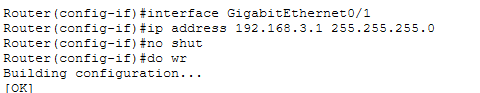 Router(config-if)#interface GigabitEthernet0/1
Router(config-if)#ip address 192.168.3.1 255.255.255.0
Router(config-if)#no shut
Router(config-if)#do wr
Building configuration...
[OK]